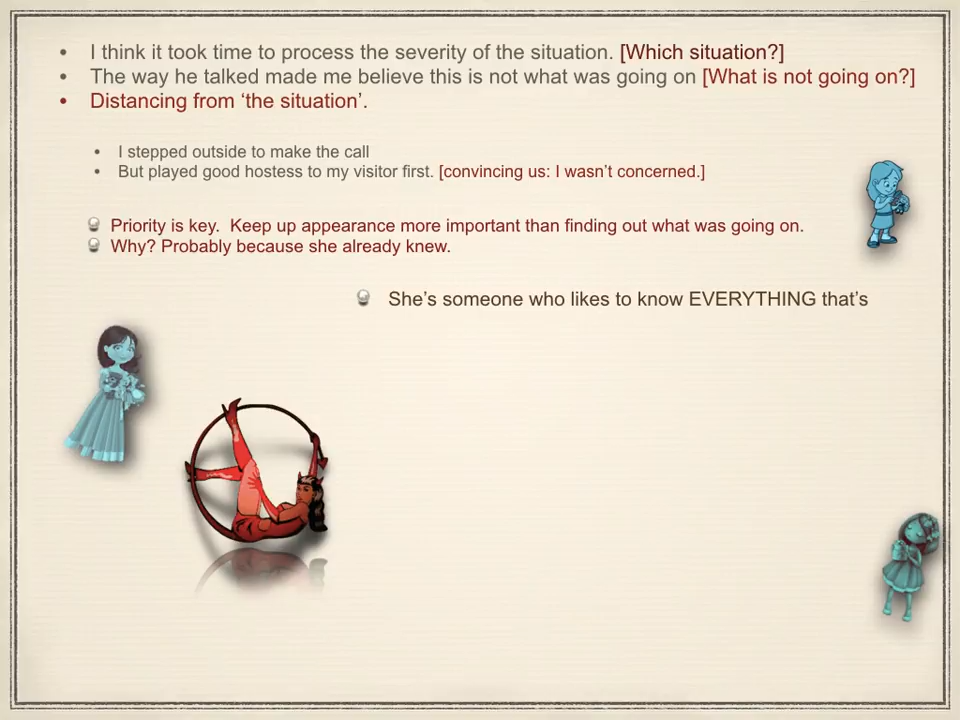 • I think it took time to process the severity of the situation. [Which situation?]
• The way he talked made me believe this is not what was going on [What is not going on?]
• Distancing from ‘the situation’.
• I stepped outside to make the call
• But played good hostess to my visitor first. [convincing us: I wasn’t concerned.]
Priority is key.  Keep up appearance more important than finding out what was going on.
Why? Probably because she already knew.
She’s someone who likes to know EVERYTHING that’s